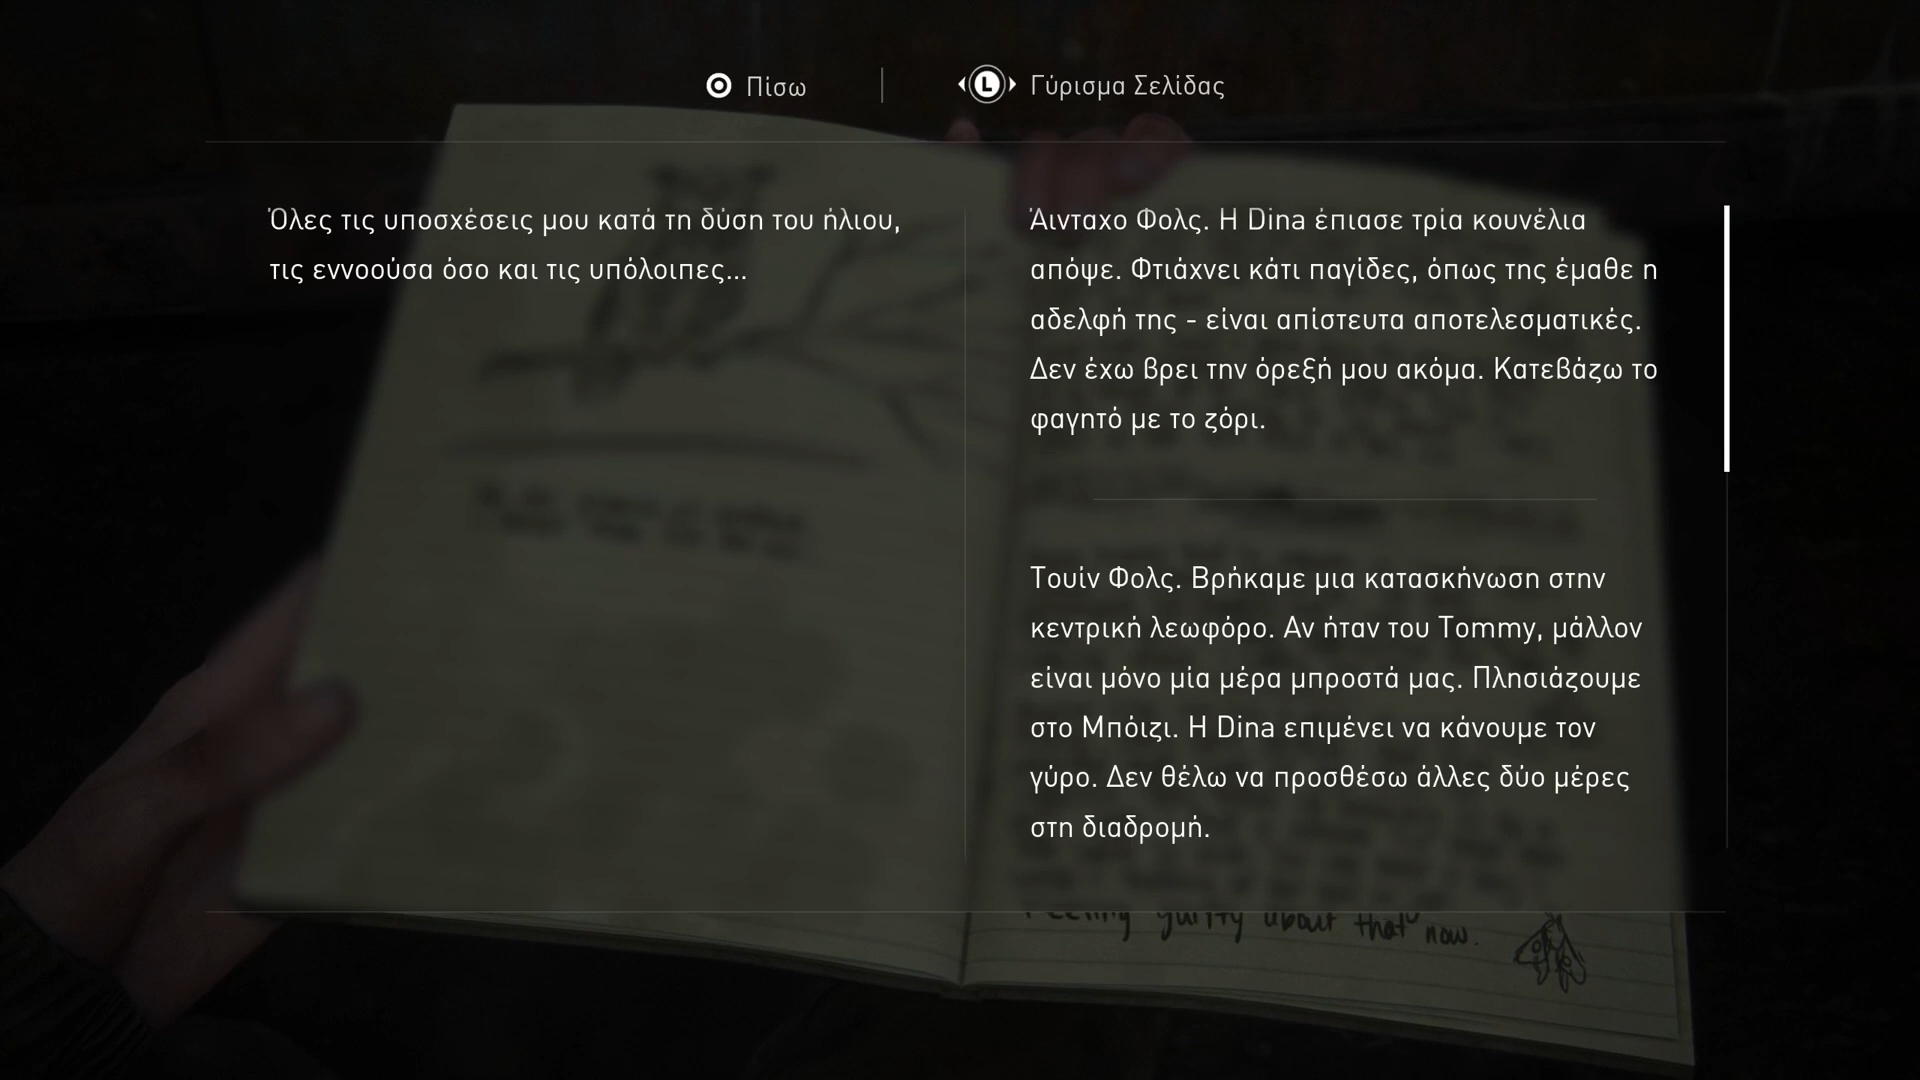 Πίσω
L Γύρισμα Σελίδας
Όλες τις υποσχέσεις μου κατά τη δύση του ήλιου,
τις εννοούσα όσο και τις υπόλοιπες...
Άινταχο Φολς. Η Dina έπιασε τρία κουνέλια
απόψε. Φτιάχνει κάτι παγίδες, όπως της έμαθε η
αδελφή της - είναι απίστευτα αποτελεσματικές.
Δεν έχω βρει την όρεξή μου ακόμα. Κατεβάζω το
φαγητό με το ζόρι.
Τουίν Φολς. Βρήκαμε μια κατασκήνωση στην
κεντρική λεωφόρο. Αν ήταν του Tommy, μάλλον
είναι μόνο μία μέρα μπροστά μας. Πλησιάζουμε
στο Μπόιζι. Η Dina επιμένει να κάνουμε τον
γύρο. Δεν θέλω να προσθέσω άλλες δύο μέρες
στη διαδρομή.
Feeling guilty about that now.